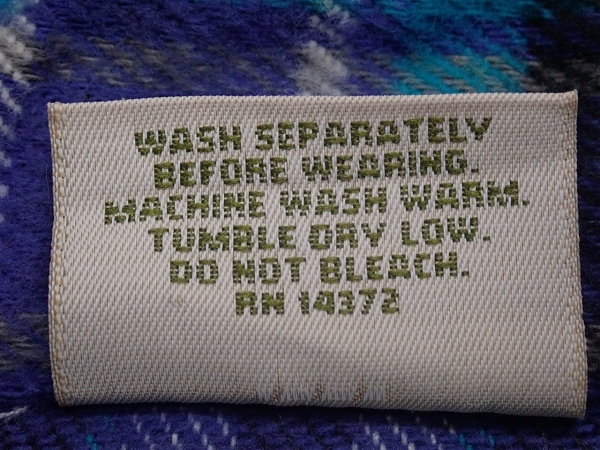 WASH SEPARATELY
BEFORE WEARING.
MACHINE WASH WARM.
TUMBLE DRY LOW.
DO NOT BLEACH.
RN 14372